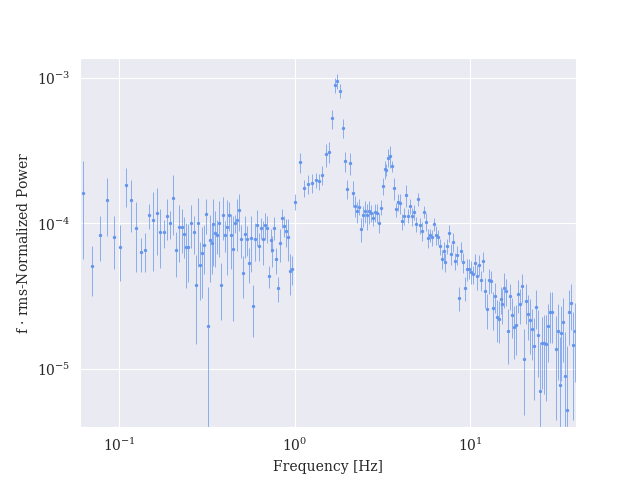 10⁻³
10⁻⁴
10⁻⁵
f · rms-Normalized Power
10⁻¹ 10⁰ 10¹
Frequency [Hz]